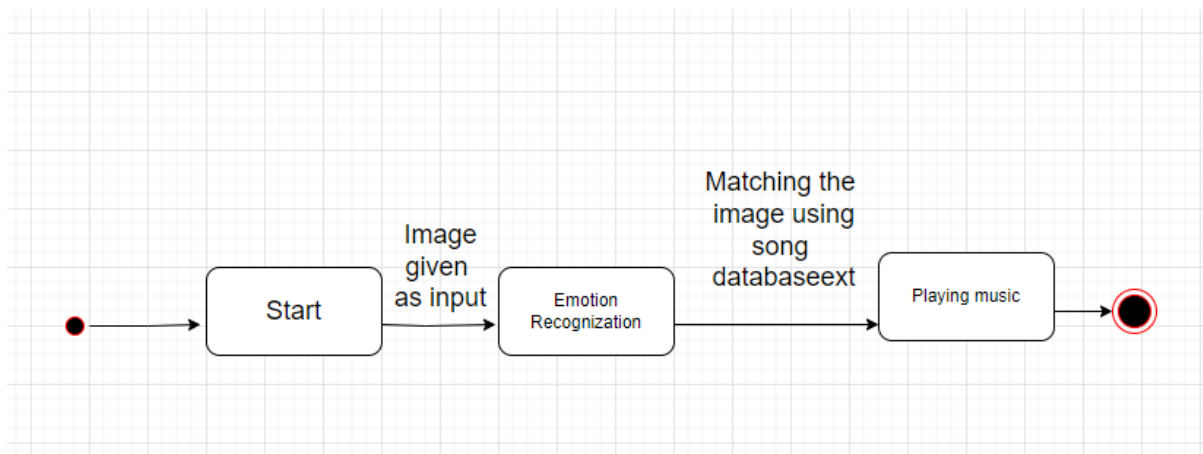 Start
Image
given
as input
Emotion
Recognization
Matching the
image using
song
databaseext
Playing music